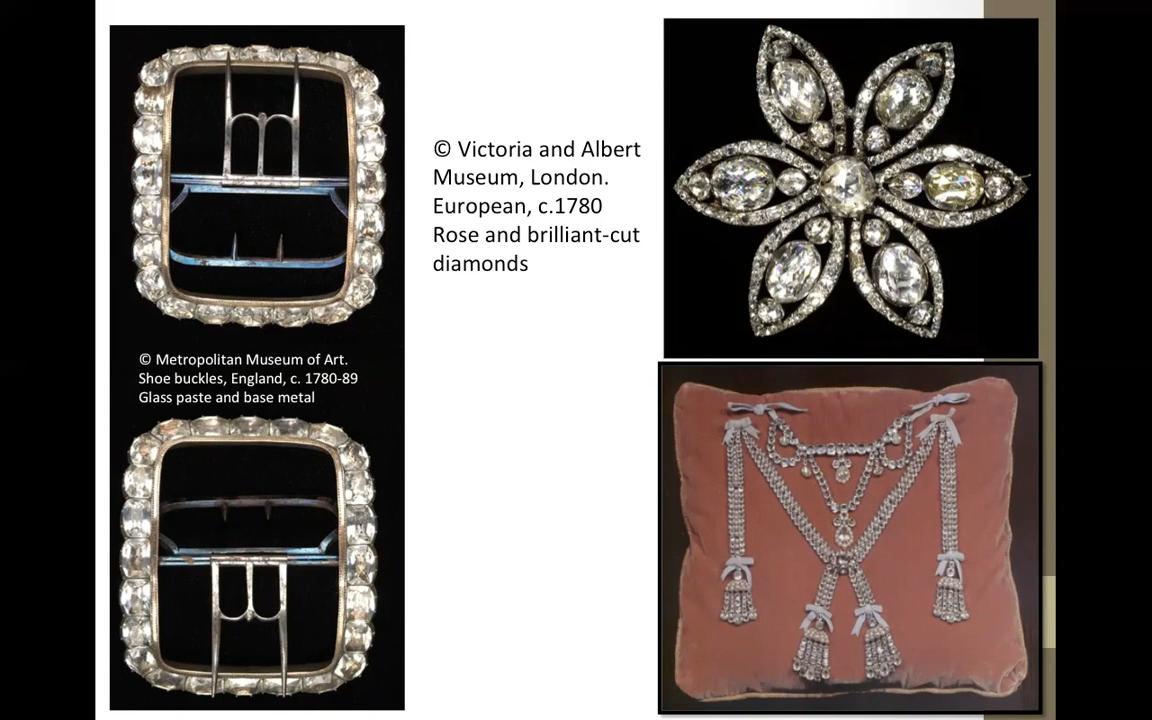 © Victoria and Albert
Museum, London.
European, c.1780
Rose and brilliant-cut
diamonds
© Metropolitan Museum of Art.
Shoe buckles, England, c. 1780-89
Glass paste and base metal